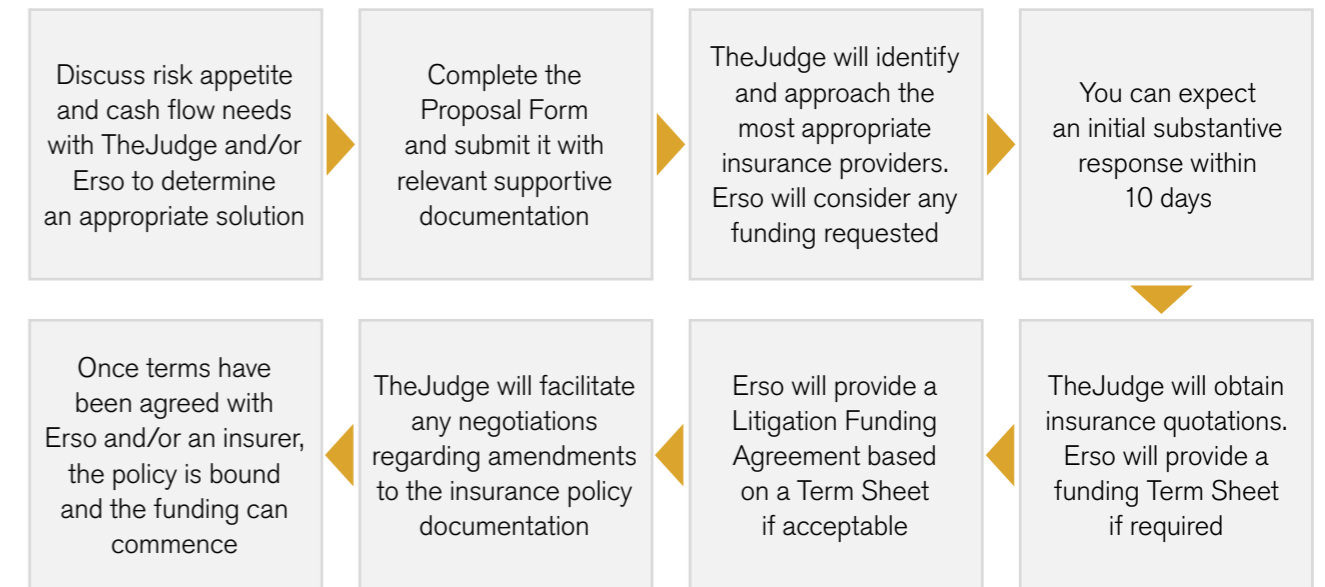 Discuss risk appetite
and cash flow needs
with TheJudge and/or
Erso to determine
an appropriate solution
Complete the
Proposal Form
and submit it with
relevant supportive
documentation
TheJudge will identify
and approach the
most appropriate
insurance providers.
Erso will consider any
funding requested
You can expect
an initial substantive
response within
10 days
TheJudge will obtain
insurance quotations.
Erso will provide a
funding Term Sheet
if required
Erso will provide a
Litigation Funding
Agreement based
on a Term Sheet
if acceptable
TheJudge will facilitate
any negotiations
regarding amendments
to the insurance policy
documentation
Once terms have
been agreed with
Erso and/or an insurer,
the policy is bound
and the funding can
commence